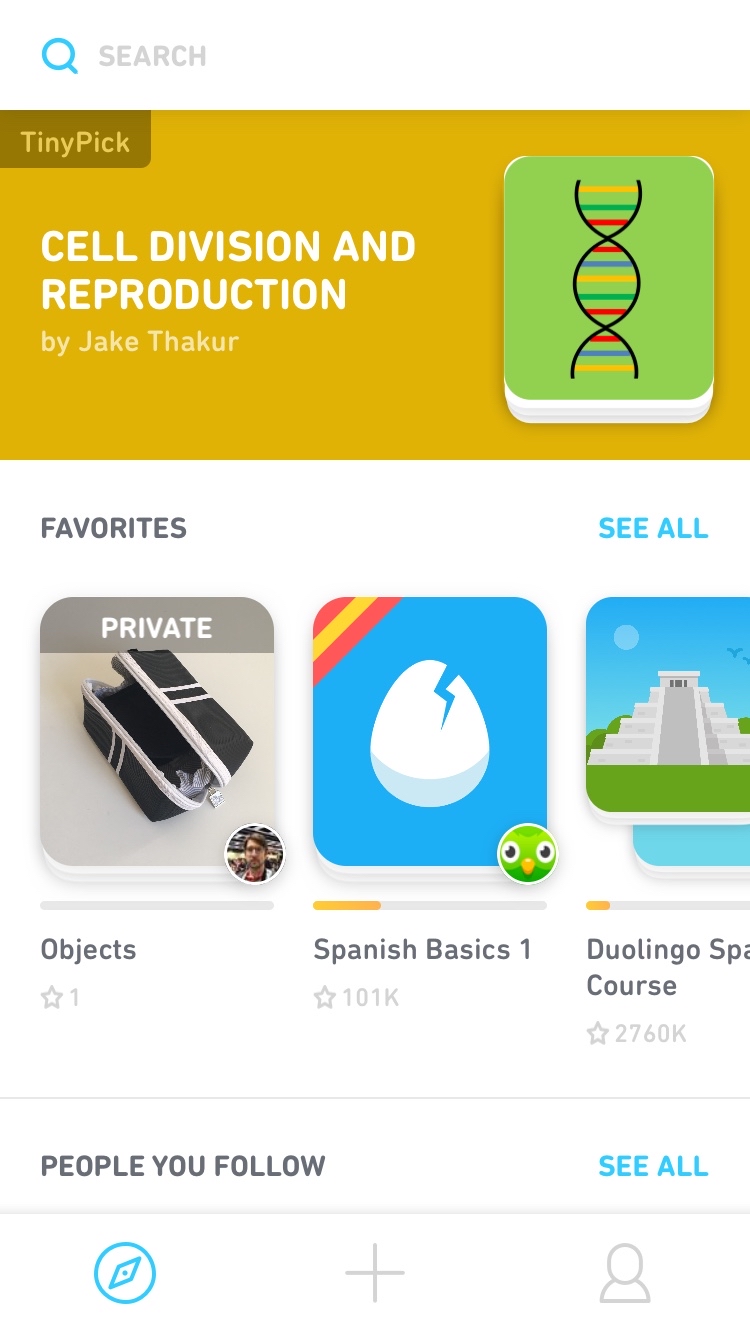 SEARCH
TinyPick
CELL DIVISION AND
REPRODUCTION
by Jake Thakur
FAVORITES
SEE ALL
PRIVATE
Objects
1
Spanish Basics 1
101K
Duolingo Spa
Course
2760K
PEOPLE YOU FOLLOW
SEE ALL